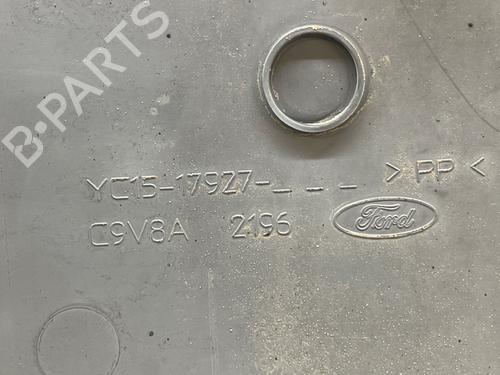 B-PARTS
YC15-17927-_ _ _ >PP<
C9V8A 2196 Ford